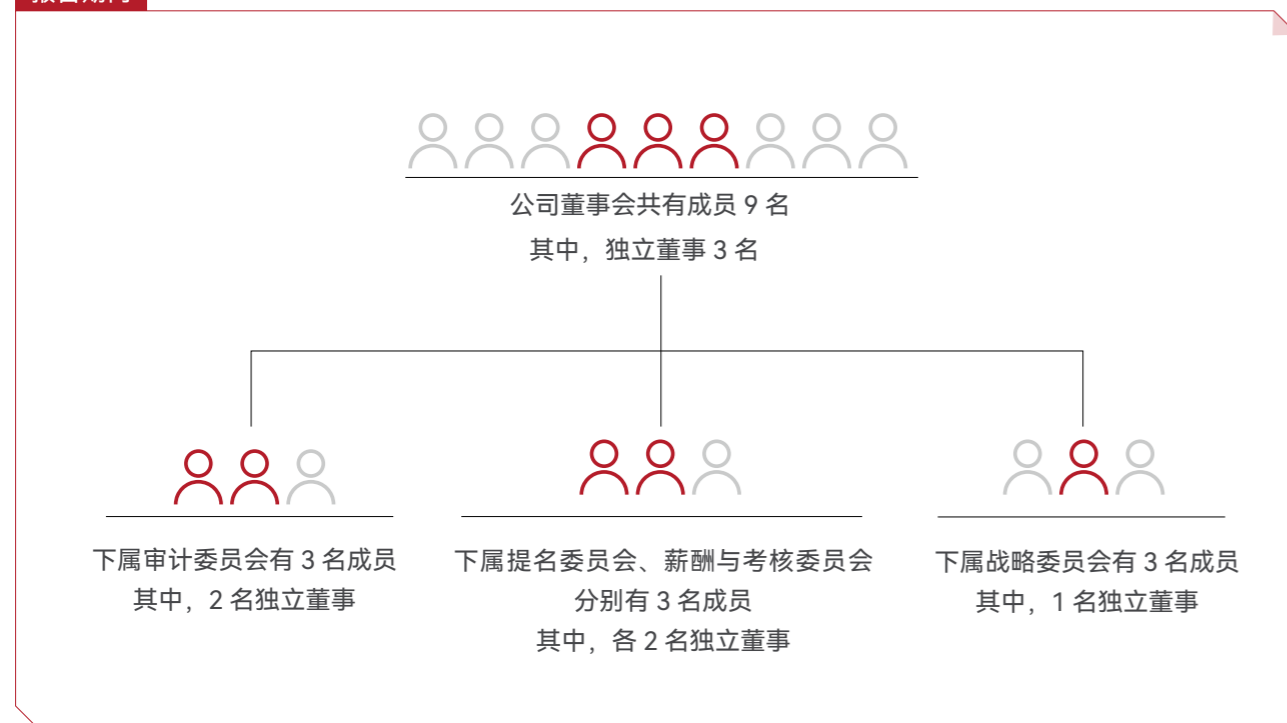 公司董事会共有成员 9 名
其中，独立董事 3 名
下属审计委员会有 3 名成员
其中，2 名独立董事
下属提名委员会、薪酬与考核委员会
分别有 3 名成员
其中，各 2 名独立董事
下属战略委员会有 3 名成员
其中，1 名独立董事